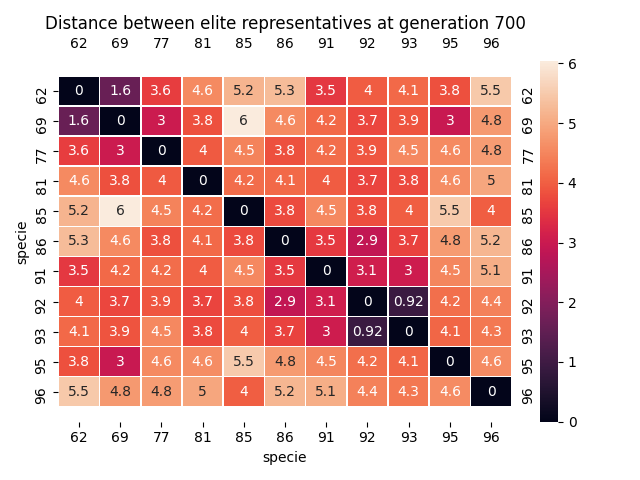 Distance between elite representatives at generation 700
62 69 77 81 85 86 91 92 93 95 96
62 0 1.6 3.6 4.6 5.2 5.3 3.5 4 4.1 3.8 5.5 62
69 1.6 0 3 3.8 6 4.6 4.2 3.7 3.9 3 4.8 69
77 3.6 3 0 4 4.5 3.8 4.2 3.9 4.5 4.6 4.8 77
81 4.6 3.8 4 0 4.2 4.1 4 3.7 3.8 4.6 5 81
85 5.2 6 4.5 4.2 0 3.8 4.5 3.8 4 5.5 4 85
86 5.3 4.6 3.8 4.1 3.8 0 3.5 2.9 3.7 4.8 5.2 86
91 3.5 4.2 4.2 4 4.5 3.5 0 3.1 3 4.5 5.1 91
92 4 3.7 3.9 3.7 3.8 2.9 3.1 0 0.92 4.2 4.4 92
93 4.1 3.9 4.5 3.8 4 3.7 3 0.92 0 4.1 4.3 93
95 3.8 3 4.6 4.6 5.5 4.8 4.5 4.2 4.1 0 4.6 95
96 5.5 4.8 4.8 5 4 5.2 5.1 4.4 4.3 4.6 0 96
62 69 77 81 85 86 91 92 93 95 96
specie
specie
6
5
4
3
2
1
0